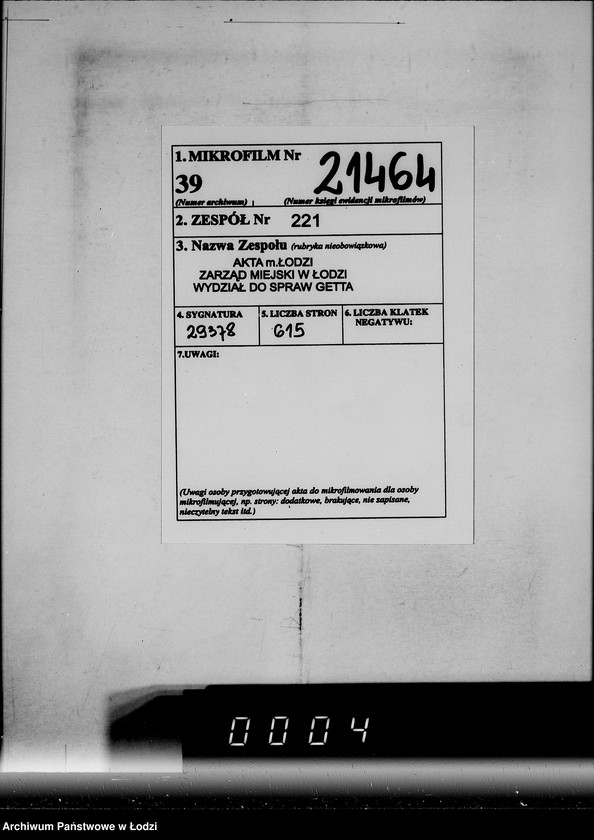 1. MIKROFILM Nr
39 21464
(Numer archiwum) (Numer księgi ewidencji mikrofilmów)
2. ZESPÓŁ Nr 221
3. Nazwa Zespołu (rubryka nieobowiązkowa)
AKTA m.ŁODZI
ZARZĄD MIEJSKI W ŁODZI
WYDZIAŁ DO SPRAW GETTA
4. SYGNATURA
29378
5. LICZBA STRON
615
6. LICZBA KLATEK
NEGATYWU:
7.UWAGI:
(Uwagi osoby przygotowującej akta do mikrofilmowania dla osoby
mikrofilmującej, np. strony: dodatkowe, brakujące, nie zapisane,
nieczytelny tekst itd.)
0004
Archiwum Państwowe w Łodzi